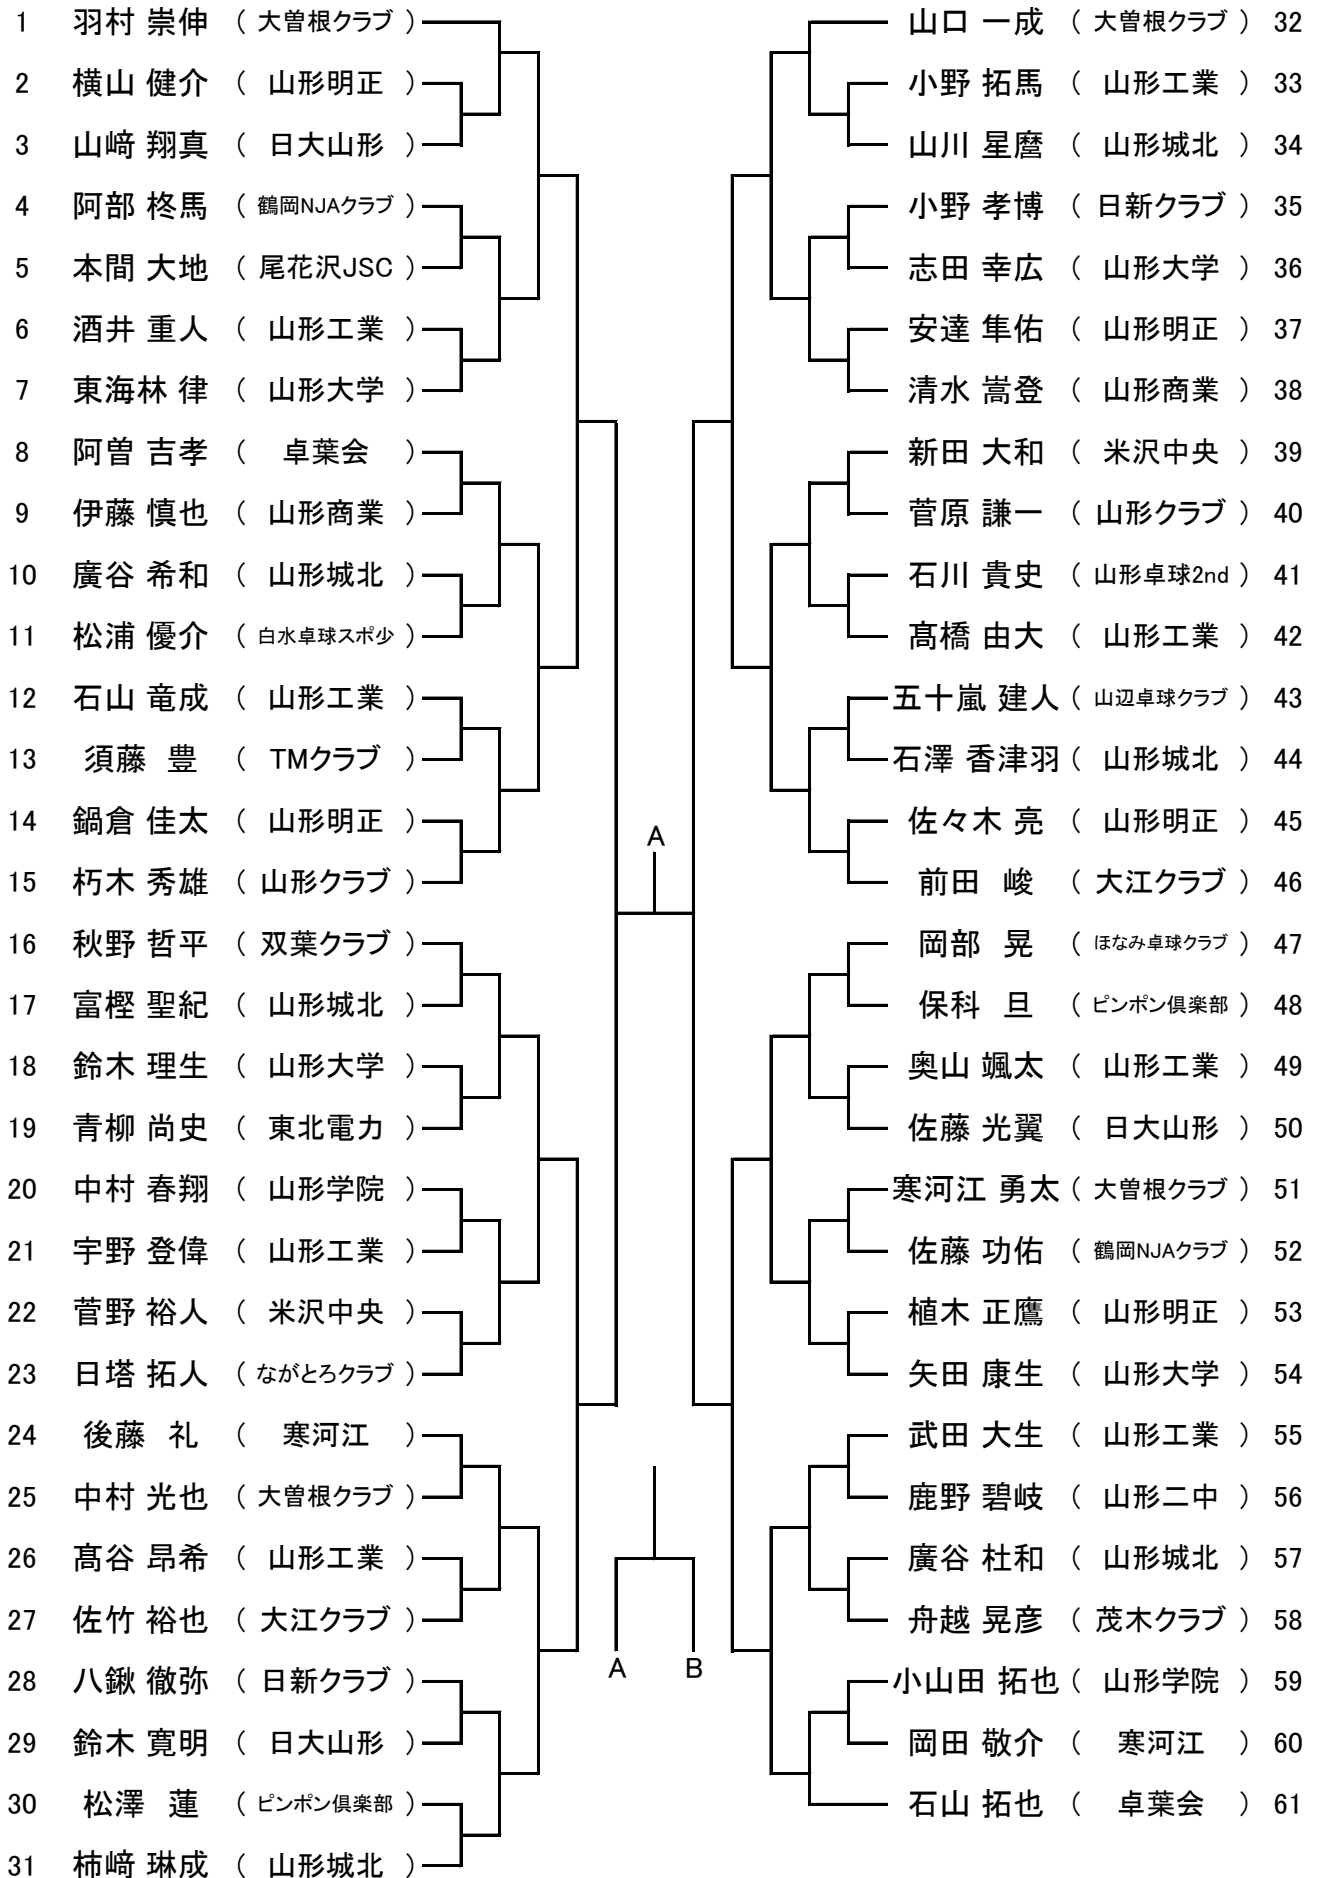 1 羽村 崇伸 ( 大曽根クラブ )
2 横山 健介 ( 山形明正 )
3 山﨑 翔真 ( 日大山形 )
4 阿部 柊馬 ( 鶴岡NJAクラブ )
5 本間 大地 ( 尾花沢JSC )
6 酒井 重人 ( 山形工業 )
7 東海林 律 ( 山形大学 )
8 阿曽 吉孝 ( 卓葉会 )
9 伊藤 慎也 ( 山形商業 )
10 廣谷 希和 ( 山形城北 )
11 松浦 優介 ( 白水卓球スポ少 )
12 石山 竜成 ( 山形工業 )
13 須藤 豊 ( TMクラブ )
14 鍋倉 佳太 ( 山形明正 )
15 朽木 秀雄 ( 山形クラブ )
16 秋野 哲平 ( 双葉クラブ )
17 富樫 聖紀 ( 山形城北 )
18 鈴木 理生 ( 山形大学 )
19 青柳 尚史 ( 東北電力 )
20 中村 春翔 ( 山形学院 )
21 宇野 登偉 ( 山形工業 )
22 菅野 裕人 ( 米沢中央 )
23 日塔 拓人 ( ながとろクラブ )
24 後藤 礼 ( 寒河江 )
25 中村 光也 ( 大曽根クラブ )
26 髙谷 昂希 ( 山形工業 )
27 佐竹 裕也 ( 大江クラブ )
28 八鍬 徹弥 ( 日新クラブ )
29 鈴木 寛明 ( 日大山形 )
30 松澤 蓮 ( ピンポン倶楽部 )
31 柿﨑 琳成 ( 山形城北 )
A
A B
山口 一成 ( 大曽根クラブ ) 32
小野 拓馬 ( 山形工業 ) 33
山川 星麿 ( 山形城北 ) 34
小野 孝博 ( 日新クラブ ) 35
志田 幸広 ( 山形大学 ) 36
安達 隼佑 ( 山形明正 ) 37
清水 嵩登 ( 山形商業 ) 38
新田 大和 ( 米沢中央 ) 39
菅原 謙一 ( 山形クラブ ) 40
石川 貴史 ( 山形卓球2nd ) 41
髙橋 由大 ( 山形工業 ) 42
五十嵐 建人 ( 山辺卓球クラブ ) 43
石澤 香津羽 ( 山形城北 ) 44
佐々木 亮 ( 山形明正 ) 45
前田 峻 ( 大江クラブ ) 46
岡部 晃 ( ほなみ卓球クラブ ) 47
保科 旦 ( ピンポン倶楽部 ) 48
奥山 颯太 ( 山形工業 ) 49
佐藤 光翼 ( 日大山形 ) 50
寒河江 勇太 ( 大曽根クラブ ) 51
佐藤 功佑 ( 鶴岡NJAクラブ ) 52
植木 正鷹 ( 山形明正 ) 53
矢田 康生 ( 山形大学 ) 54
武田 大生 ( 山形工業 ) 55
鹿野 碧岐 ( 山形二中 ) 56
廣谷 杜和 ( 山形城北 ) 57
舟越 晃彦 ( 茂木クラブ ) 58
小山田 拓也 ( 山形学院 ) 59
岡田 敬介 ( 寒河江 ) 60
石山 拓也 ( 卓葉会 ) 61